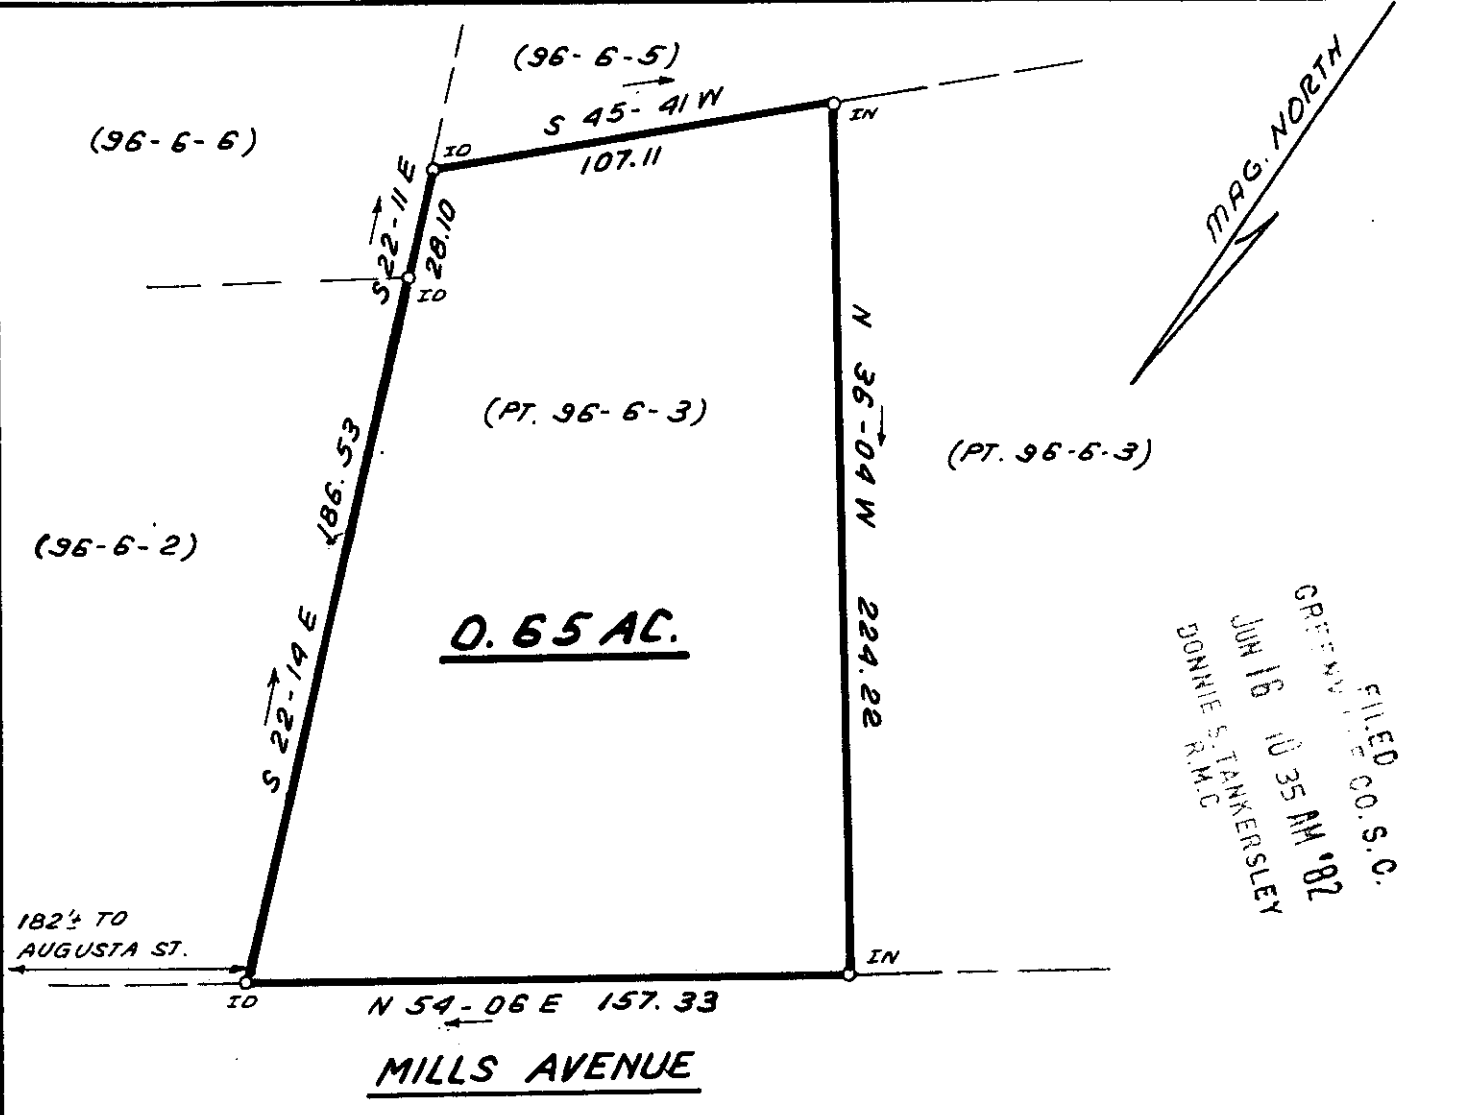 (96-6-5)
S 45-41 W
107.11
IN
MAG. NORTH
(96-6-6)
IO
S 22-11 E
28.10
IO
(PT. 96-6-3)
N 36-04 W 224.22
(PT. 96-6-3)
186.53
(96-6-2)
S 22-14 E
0.65 AC.
FILED
CO. S. C.
JUN 16 10 35 AM '82
DONNIE S. TANKERSLEY
R.M.C
182'± TO
AUGUSTA ST.
IO
IN
N 54-06 E 157.33
MILLS AVENUE